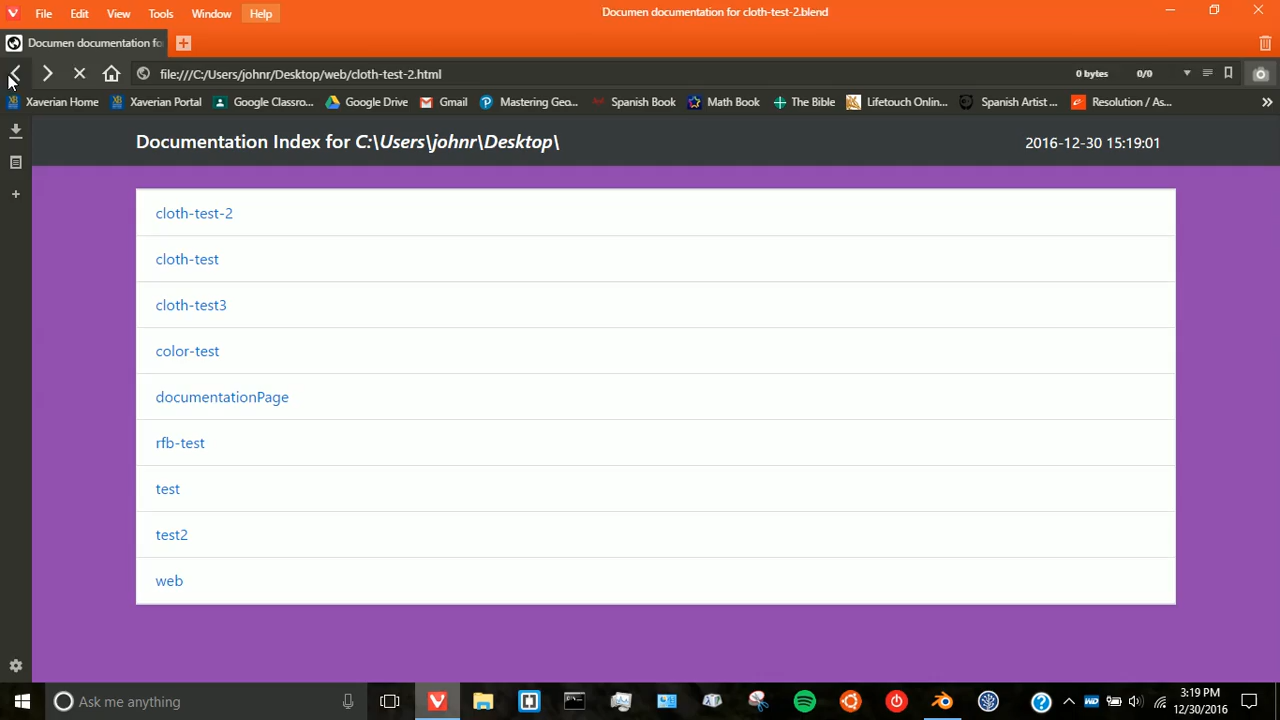 File Edit View Tools Window Help Documen documentation for cloth-test-2.blend
Documen documentation fo
file:///C:/Users/johnr/Desktop/web/cloth-test-2.html 0 bytes 0/0
Xaverian Home Xaverian Portal Google Classro... Google Drive Gmail Mastering Geo... Spanish Book Math Book The Bible Lifetouch Onlin... Spanish Artist ... Resolution / As... »
Documentation Index for C:\Users\johnr\Desktop\ 2016-12-30 15:19:01
cloth-test-2
cloth-test
cloth-test3
color-test
documentationPage
rfb-test
test
test2
web
Ask me anything 3:19 PM
12/30/2016